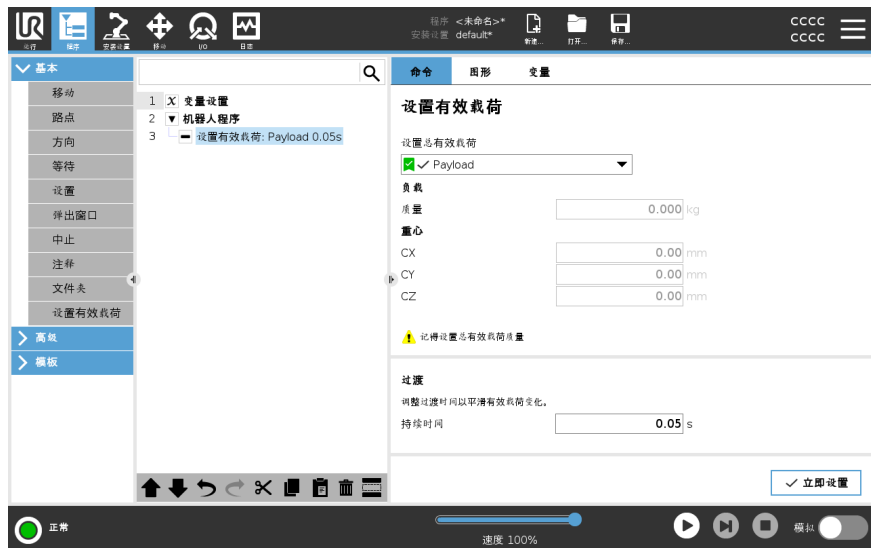 UR
运行
程序
安装设置
移动
I/O
日志
程序 <未命名>*
安装设置 default*
新建...
打开...
保存...
cccc
cccc
基本
移动
路点
方向
等待
设置
弹出窗口
中止
注释
文件夹
设置有效载荷
高级
模板
1 X 变量设置
2 ▼ 机器人程序
3 设置有效载荷: Payload 0.05s
命令 图形 变量
设置有效载荷
设置总有效载荷
Payload
负载
质量 0.000 kg
重心
CX 0.00 mm
CY 0.00 mm
CZ 0.00 mm
记得设置总有效载荷质量
过渡
调整过渡时间以平滑有效载荷变化。
持续时间 0.05 s
立即设置
正常
速度 100%
模拟